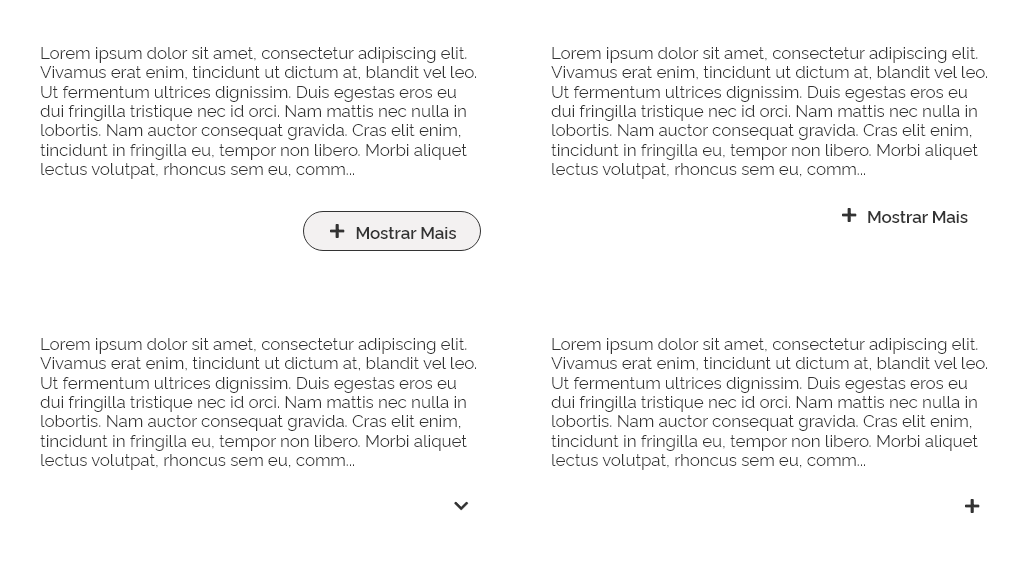 Lorem ipsum dolor sit amet, consectetur adipiscing elit.
Vivamus erat enim, tincidunt ut dictum at, blandit vel leo.
Ut fermentum ultrices dignissim. Duis egestas eros eu
dui fringilla tristique nec id orci. Nam mattis nec nulla in
lobortis. Nam auctor consequat gravida. Cras elit enim,
tincidunt in fringilla eu, tempor non libero. Morbi aliquet
lectus volutpat, rhoncus sem eu, comm...
Mostrar Mais
Lorem ipsum dolor sit amet, consectetur adipiscing elit.
Vivamus erat enim, tincidunt ut dictum at, blandit vel leo.
Ut fermentum ultrices dignissim. Duis egestas eros eu
dui fringilla tristique nec id orci. Nam mattis nec nulla in
lobortis. Nam auctor consequat gravida. Cras elit enim,
tincidunt in fringilla eu, tempor non libero. Morbi aliquet
lectus volutpat, rhoncus sem eu, comm...
Mostrar Mais
Lorem ipsum dolor sit amet, consectetur adipiscing elit.
Vivamus erat enim, tincidunt ut dictum at, blandit vel leo.
Ut fermentum ultrices dignissim. Duis egestas eros eu
dui fringilla tristique nec id orci. Nam mattis nec nulla in
lobortis. Nam auctor consequat gravida. Cras elit enim,
tincidunt in fringilla eu, tempor non libero. Morbi aliquet
lectus volutpat, rhoncus sem eu, comm...
Lorem ipsum dolor sit amet, consectetur adipiscing elit.
Vivamus erat enim, tincidunt ut dictum at, blandit vel leo.
Ut fermentum ultrices dignissim. Duis egestas eros eu
dui fringilla tristique nec id orci. Nam mattis nec nulla in
lobortis. Nam auctor consequat gravida. Cras elit enim,
tincidunt in fringilla eu, tempor non libero. Morbi aliquet
lectus volutpat, rhoncus sem eu, comm...